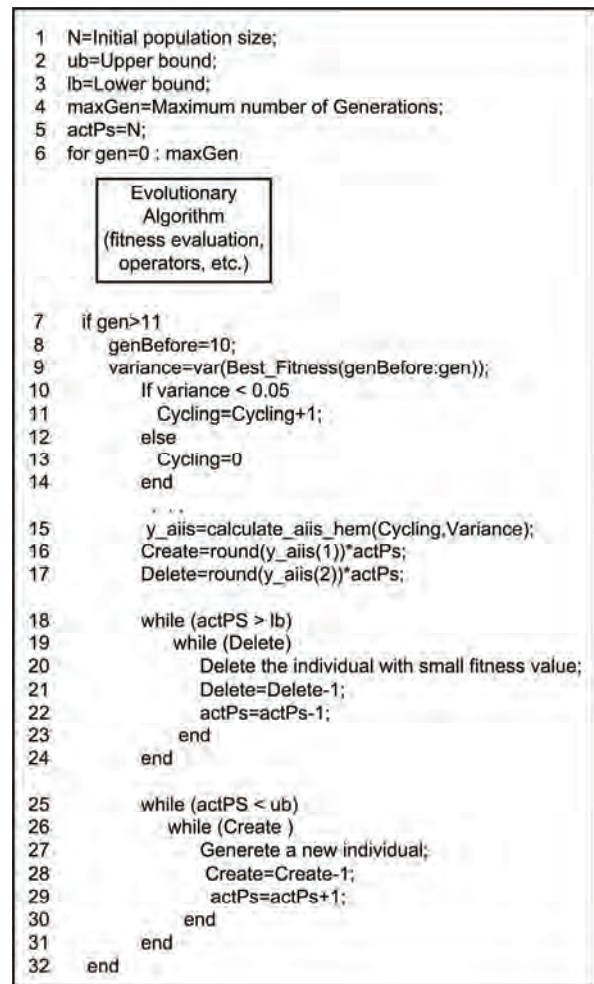 1 N=Initial population size;
2 ub=Upper bound;
3 lb=Lower bound;
4 maxGen=Maximum number of Generations;
5 actPs=N;
6 for gen=0 : maxGen
Evolutionary
Algorithm
(fitness evaluation,
operators, etc.)
7 if gen>11
8 genBefore=10;
9 variance=var(Best_Fitness(genBefore:gen));
10 If variance < 0.05
11 Cycling=Cycling+1;
12 else
13 Cycling=0
14 end
. . .
15 y_aiis=calculate_aiis_hem(Cycling,Variance);
16 Create=round(y_aiis(1))*actPs;
17 Delete=round(y_aiis(2))*actPs;
18 while (actPS > lb)
19 while (Delete)
20 Delete the individual with small fitness value;
21 Delete=Delete-1;
22 actPs=actPs-1;
23 end
24 end
25 while (actPS < ub)
26 while (Create )
27 Generete a new individual;
28 Create=Create-1;
29 actPs=actPs+1;
30 end
31 end
32 end